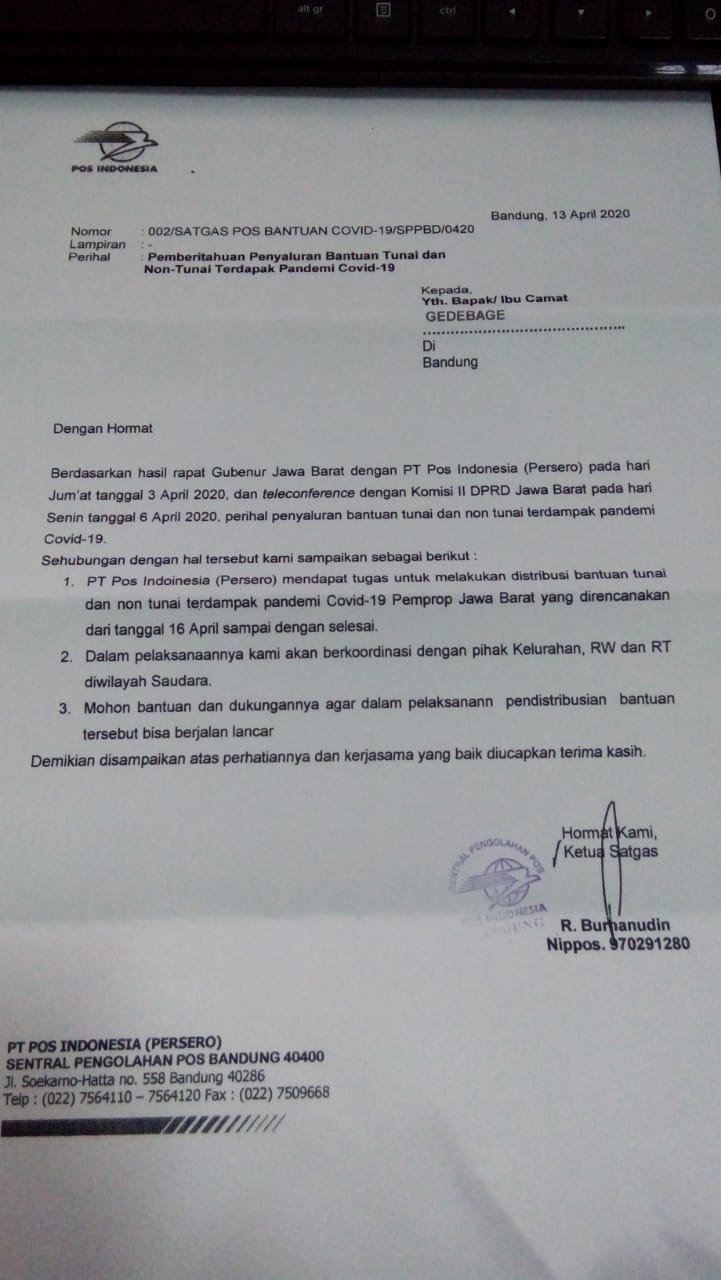 alt gr
ctrl
POS INDONESIA
Bandung, 13 April 2020
Nomor : 002/SATGAS POS BANTUAN COVID-19/SPPBD/0420
Lampiran : -
Perihal : Pemberitahuan Penyaluran Bantuan Tunai dan
Non-Tunai Terdapak Pandemi Covid-19
Kepada,
Yth. Bapak/ Ibu Camat
GEDEBAGE
Di
Bandung
Dengan Hormat
Berdasarkan hasil rapat Gubenur Jawa Barat dengan PT Pos Indonesia (Persero) pada hari
Jum'at tanggal 3 April 2020, dan teleconference dengan Komisi II DPRD Jawa Barat pada hari
Senin tanggal 6 April 2020, perihal penyaluran bantuan tunai dan non tunai terdampak pandemi
Covid-19.
Sehubungan dengan hal tersebut kami sampaikan sebagai berikut :
1. PT Pos Indoinesia (Persero) mendapat tugas untuk melakukan distribusi bantuan tunai
dan non tunai terdampak pandemi Covid-19 Pemprop Jawa Barat yang direncanakan
dari tanggal 16 April sampai dengan selesai.
2. Dalam pelaksanaannya kami akan berkoordinasi dengan pihak Kelurahan, RW dan RT
diwilayah Saudara.
3. Mohon bantuan dan dukungannya agar dalam pelaksanann pendistribusian bantuan
tersebut bisa berjalan lancar
Demikian disampaikan atas perhatiannya dan kerjasama yang baik diucapkan terima kasih.
Hormat Kami,
Ketua Satgas
SENTRAL PENGOLAHAN POS
POS INDONESIA
BANDUNG
R. Burhanudin
Nippos. 970291280
PT POS INDONESIA (PERSERO)
SENTRAL PENGOLAHAN POS BANDUNG 40400
Jl. Soekarno-Hatta no. 558 Bandung 40286
Telp : (022) 7564110 – 7564120 Fax : (022) 7509668